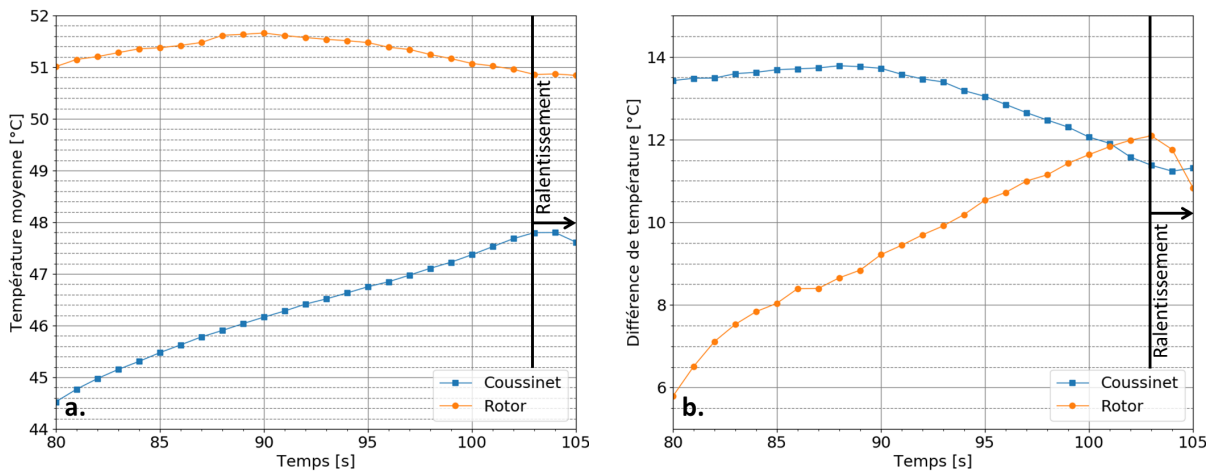 52
51
50
49
48
47
46
45
44
Température moyenne [°C]
Ralentissement
Coussinet
Rotor
a.
80 85 90 95 100 105
Temps [s]
14
12
10
8
6
Différence de température [°C]
Ralentissement
Coussinet
Rotor
b.
80 85 90 95 100 105
Temps [s]